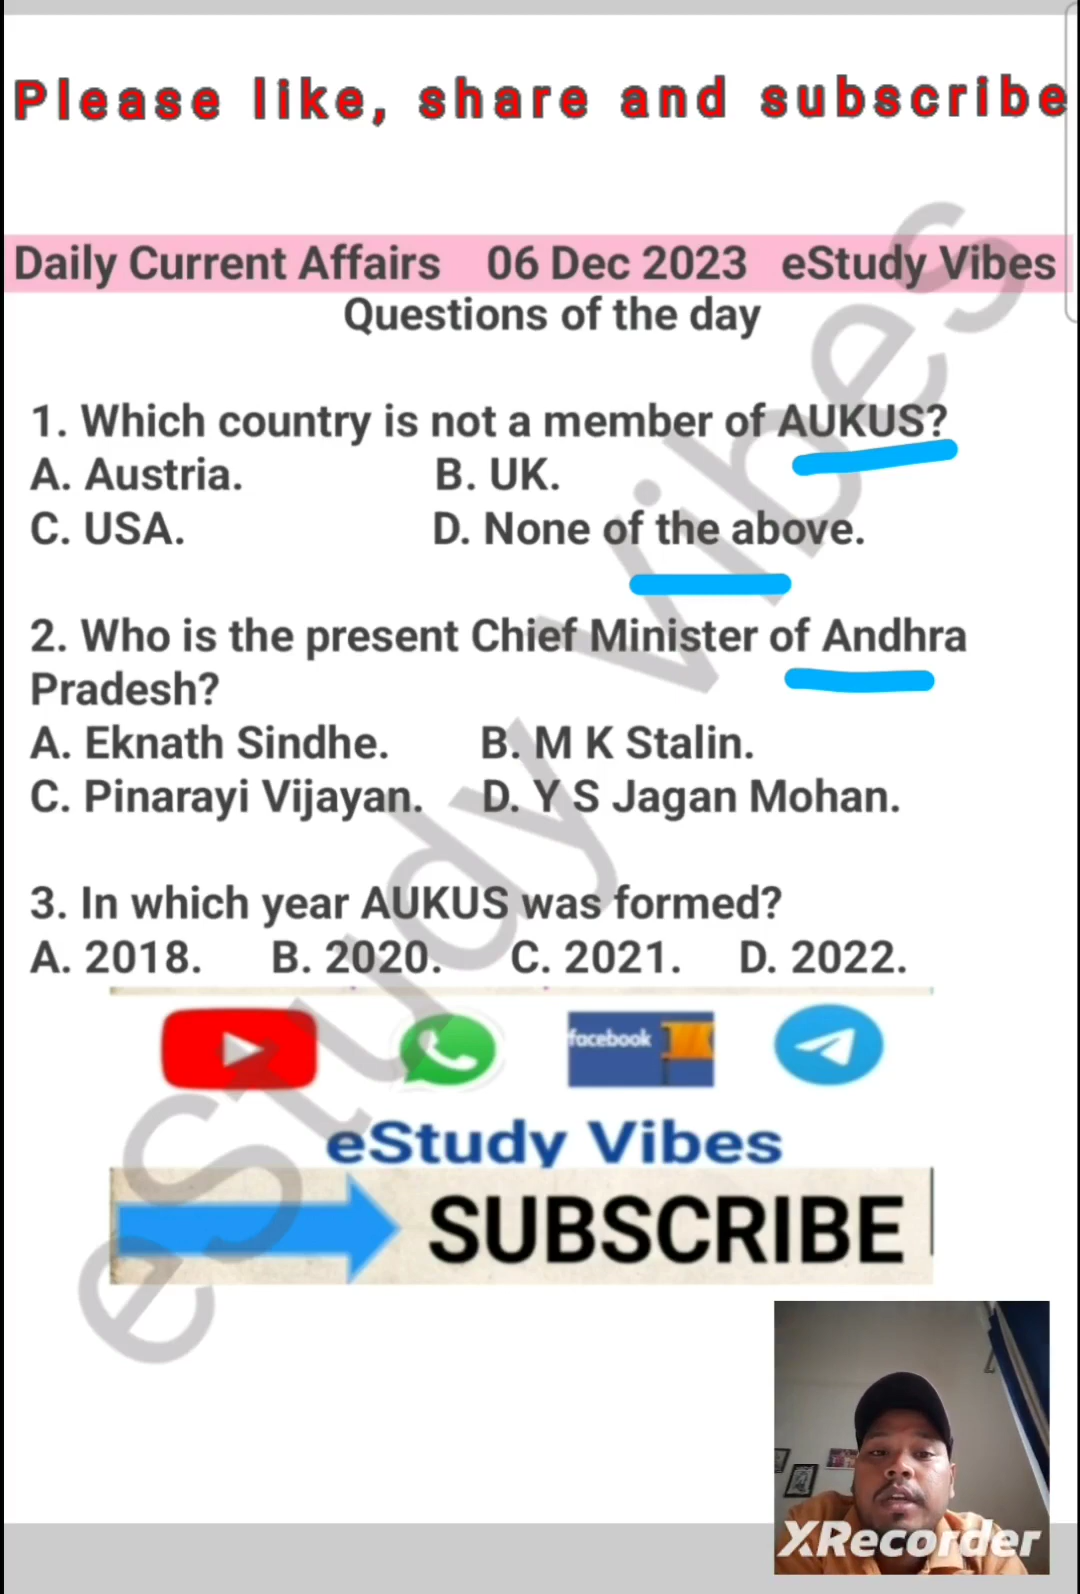 Please like, share and subscribe
Daily Current Affairs 06 Dec 2023 eStudy Vibes
Questions of the day
1. Which country is not a member of AUKUS?
A. Austria. B. UK.
C. USA. D. None of the above.
2. Who is the present Chief Minister of Andhra
Pradesh?
A. Eknath Sindhe. B. M K Stalin.
C. Pinarayi Vijayan. D. Y S Jagan Mohan.
3. In which year AUKUS was formed?
A. 2018. B. 2020. C. 2021. D. 2022.
facebook
eStudy Vibes
SUBSCRIBE
eStudy Vibes
XRecorder